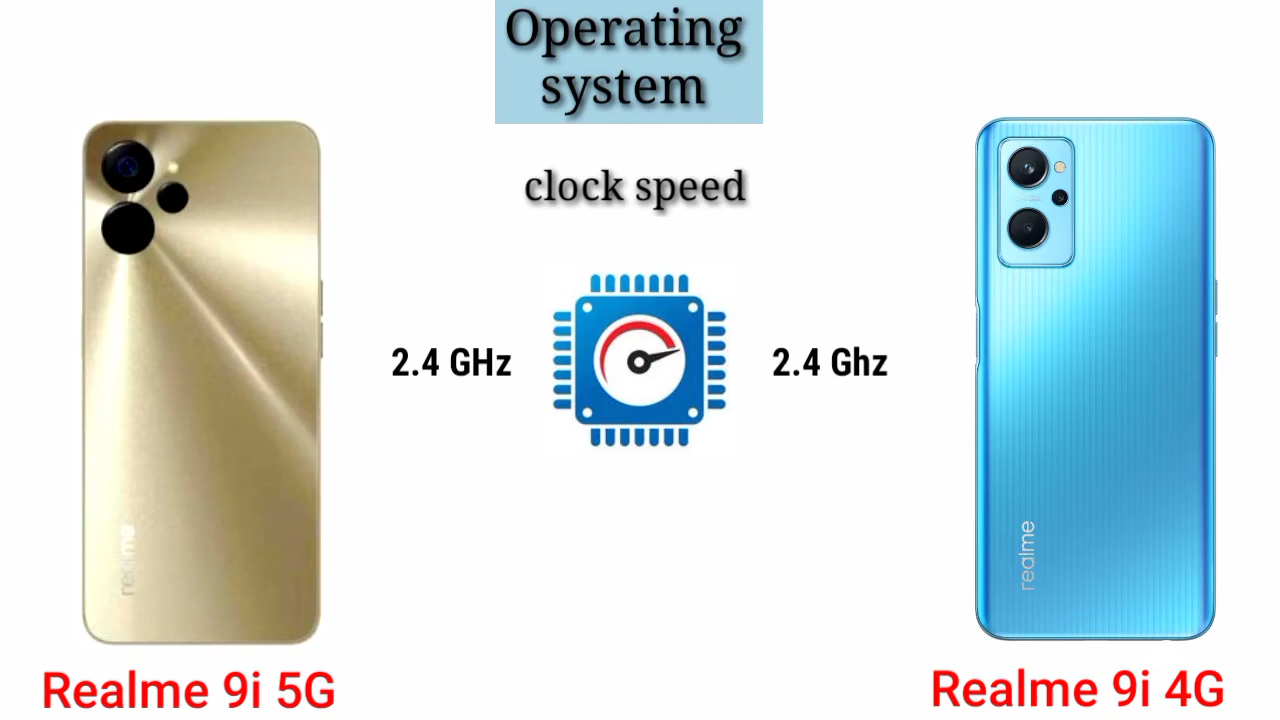 Operating
system
clock speed
2.4 GHz
2.4 Ghz
realme
realme
Realme 9i 5G
Realme 9i 4G